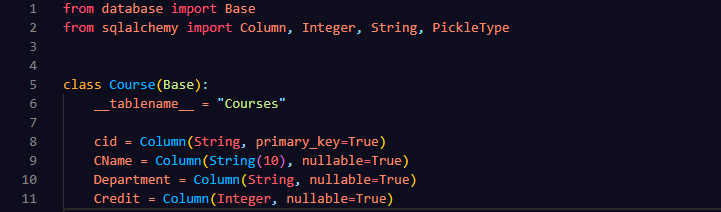 1 from database import Base
2 from sqlalchemy import Column, Integer, String, PickleType
3
4
5 class Course(Base):
6     __tablename__ = "Courses"
7
8     cid = Column(String, primary_key=True)
9     CName = Column(String(10), nullable=True)
10     Department = Column(String, nullable=True)
11     Credit = Column(Integer, nullable=True)